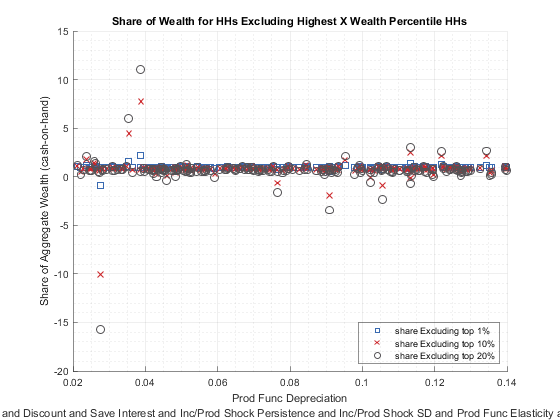 Share of Wealth for HHs Excluding Highest X Wealth Percentile HHs
15
10
5
0
-5
-10
-15
-20
Share of Aggregate Wealth (cash-on-hand)
share Excluding top 1%
share Excluding top 10%
share Excluding top 20%
0.02 0.04 0.06 0.08 0.1 0.12 0.14
Prod Func Depreciation
and Discount and Save Interest and Inc/Prod Shock Persistence and Inc/Prod Shock SD and Prod Func Elasticity